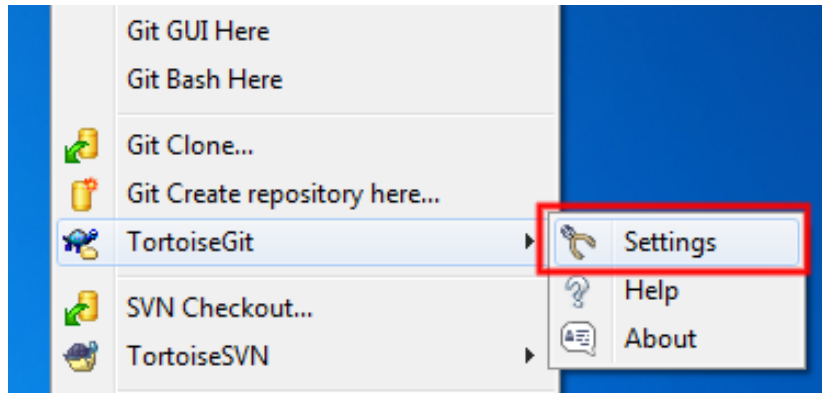 Git GUI Here
Git Bash Here
Git Clone...
Git Create repository here...
TortoiseGit
Settings
Help
About
SVN Checkout...
TortoiseSVN